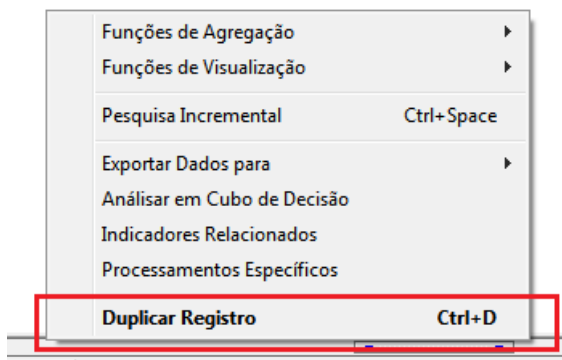 Funções de Agregação
Funções de Visualização
Pesquisa Incremental Ctrl+Space
Exportar Dados para
Análisar em Cubo de Decisão
Indicadores Relacionados
Processamentos Específicos
Duplicar Registro Ctrl+D